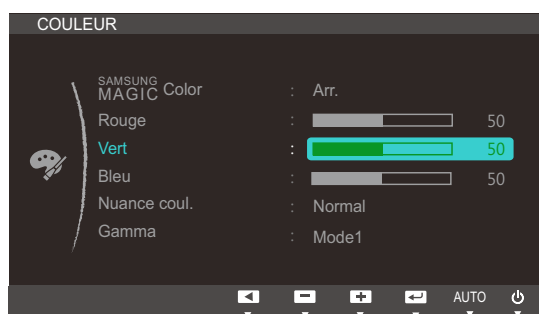 COULEUR
SAMSUNG MAGIC Color : Arr.
Rouge : 50
Vert : 50
Bleu : 50
Nuance coul. : Normal
Gamma : Mode1
AUTO